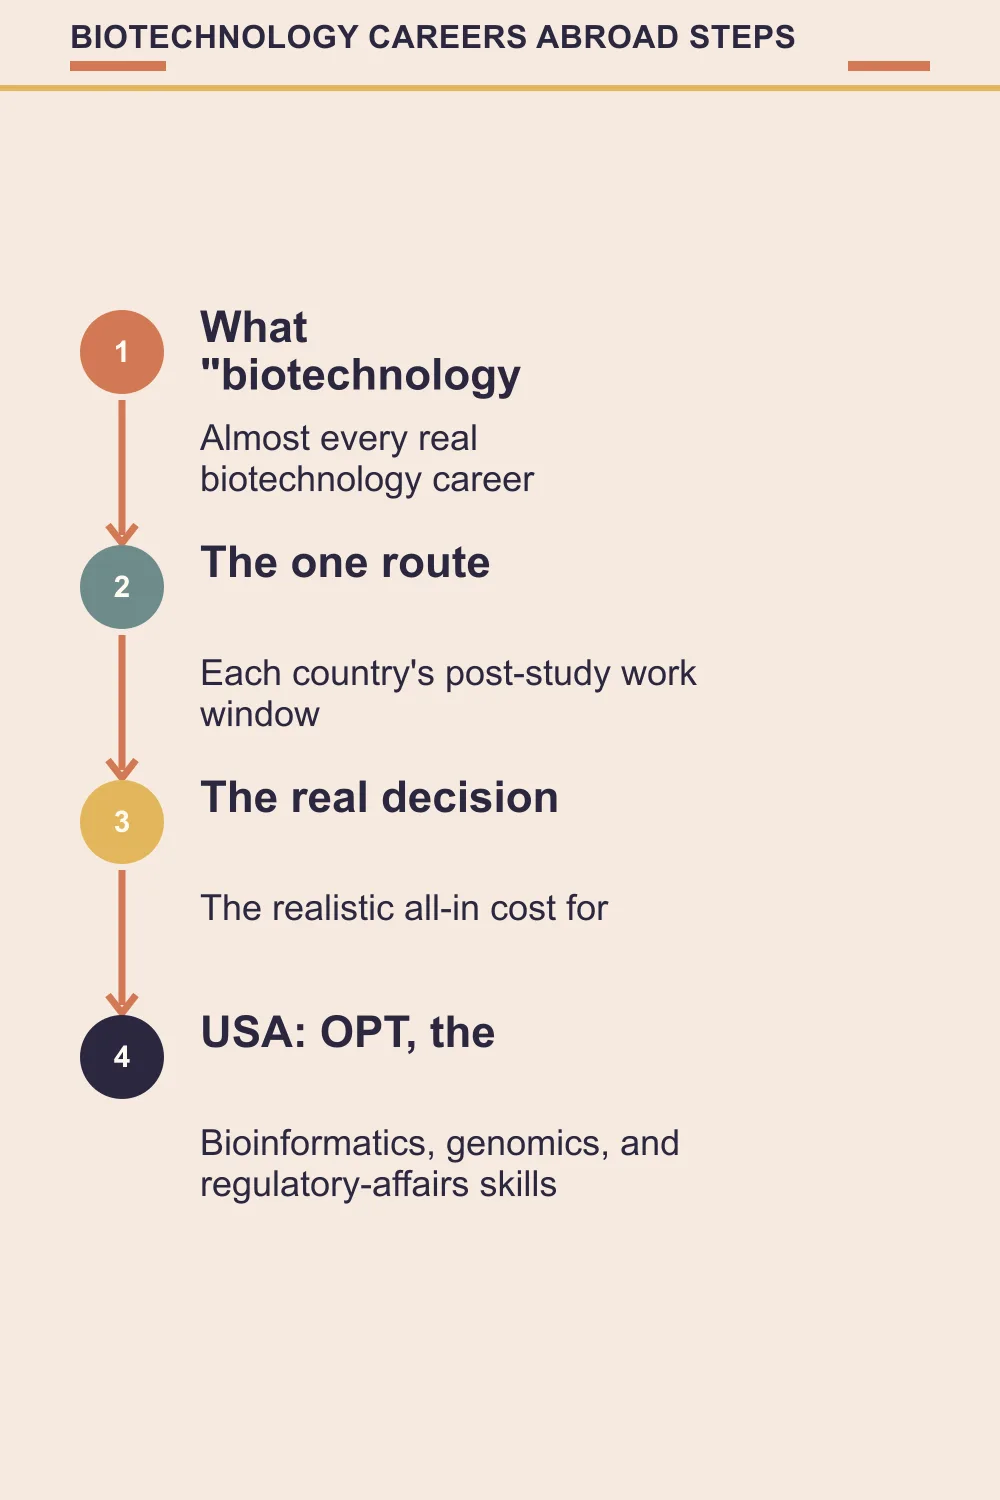 BIOTECHNOLOGY CAREERS ABROAD STEPS
1
What
"biotechnology
Almost every real
biotechnology career
2
The one route
Each country's post-study work
window
3
The real decision
The realistic all-in cost for
4
USA: OPT, the
Bioinformatics, genomics, and
regulatory-affairs skills